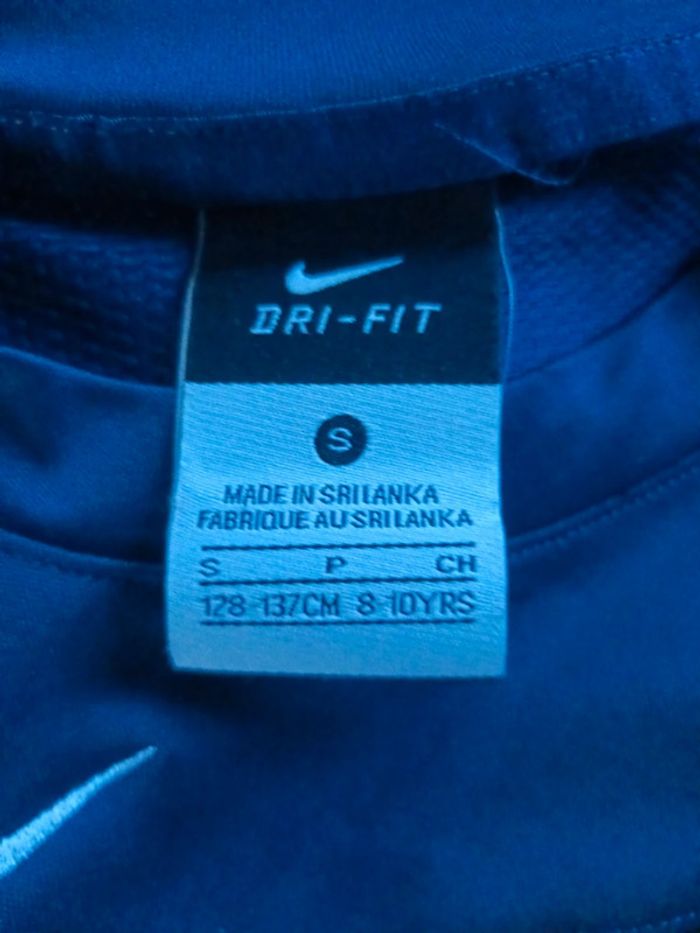 DRI-FIT
S
MADE IN SRI LANKA
FABRIQUE AU SRI LANKA
S P CH
128-137CM 8-10YRS